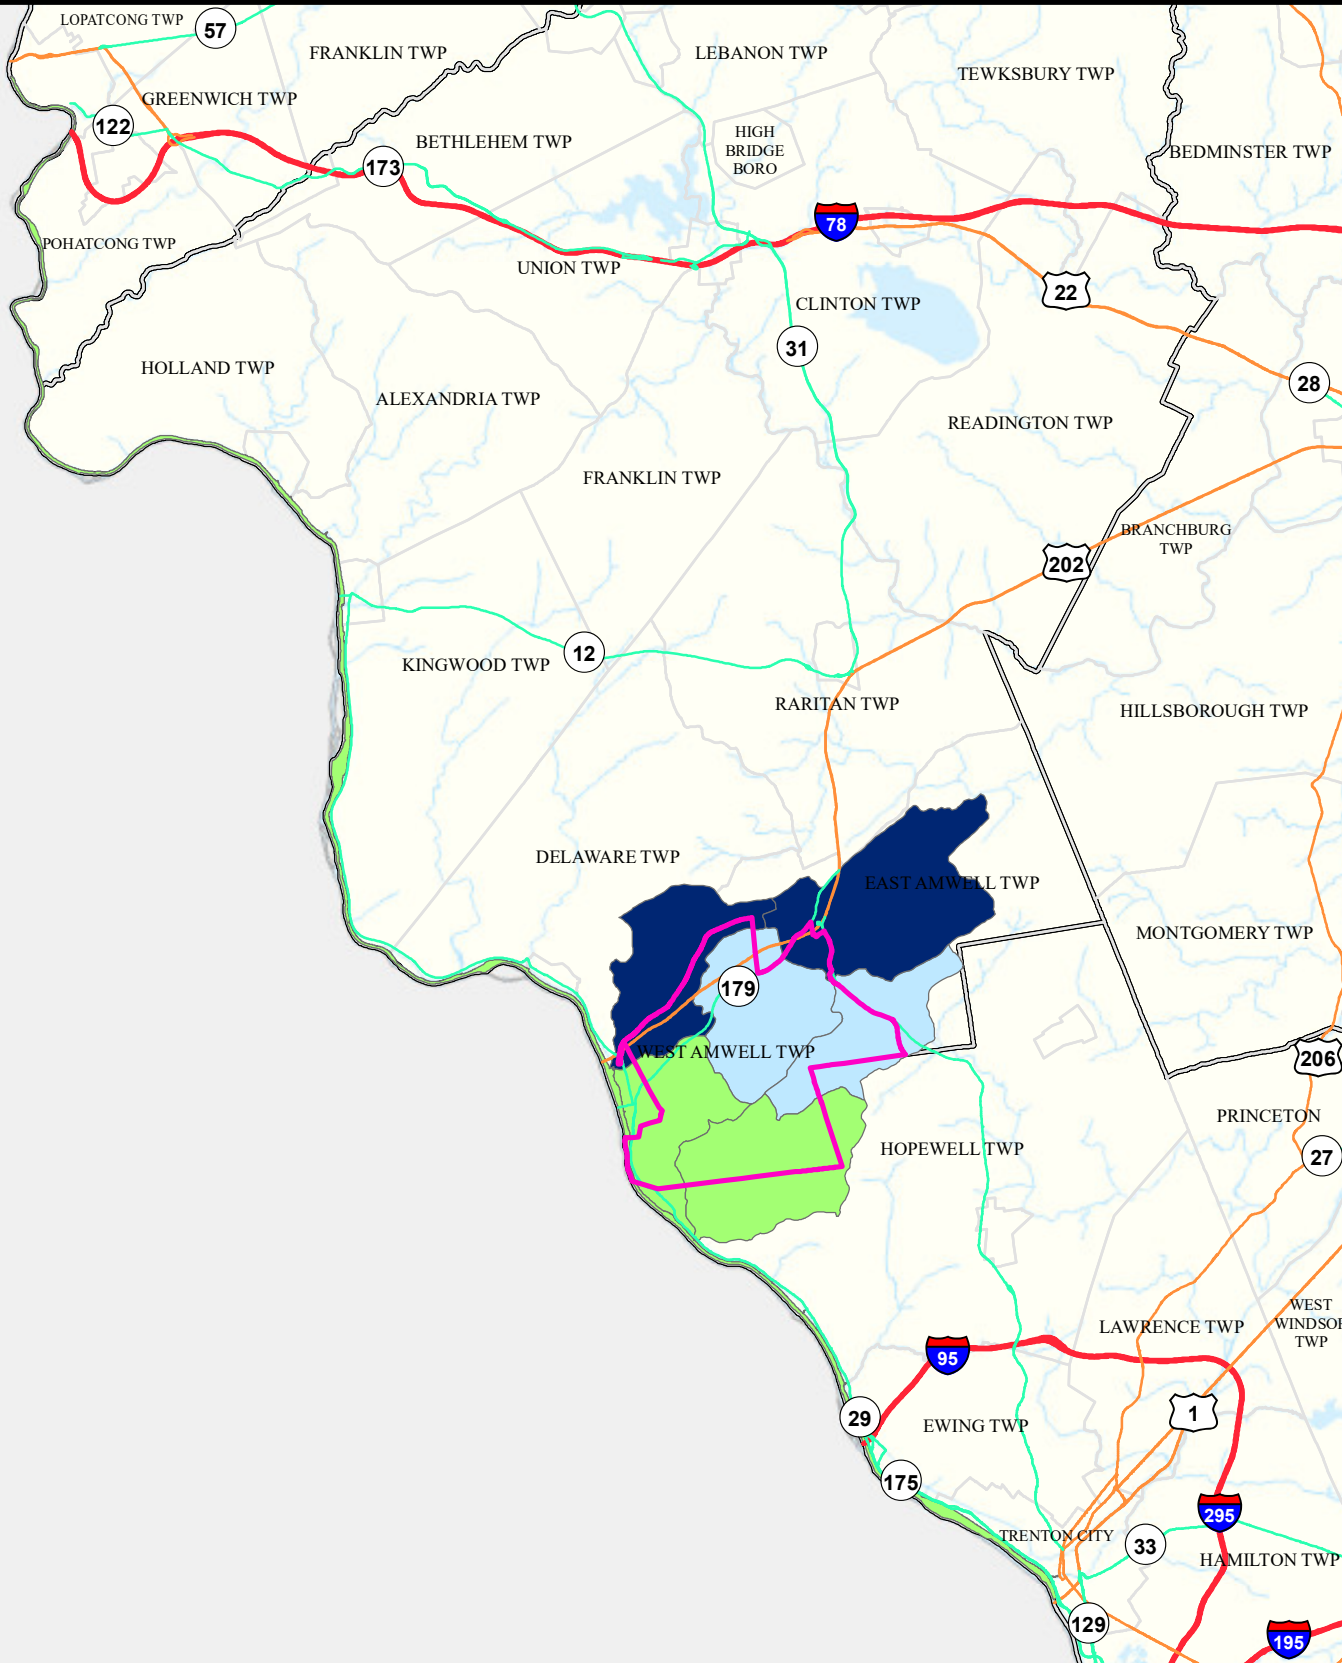 LOPATCONG TWP
57
FRANKLIN TWP
LEBANON TWP
TEWKSBURY TWP
GREENWICH TWP
122
BETHLEHEM TWP
HIGH
BRIDGE
BORO
BEDMINSTER TWP
173
78
POHATCONG TWP
UNION TWP
22
CLINTON TWP
31
HOLLAND TWP
28
ALEXANDRIA TWP
READINGTON TWP
FRANKLIN TWP
BRANCHBURG
TWP
202
12
KINGWOOD TWP
RARITAN TWP
HILLSBOROUGH TWP
DELAWARE TWP
EAST AMWELL TWP
MONTGOMERY TWP
179
WEST AMWELL TWP
206
PRINCETON
HOPEWELL TWP
27
WEST
WINDSOR
TWP
LAWRENCE TWP
95
1
29
EWING TWP
175
295
TRENTON CITY
33
HAMILTON TWP
129
195